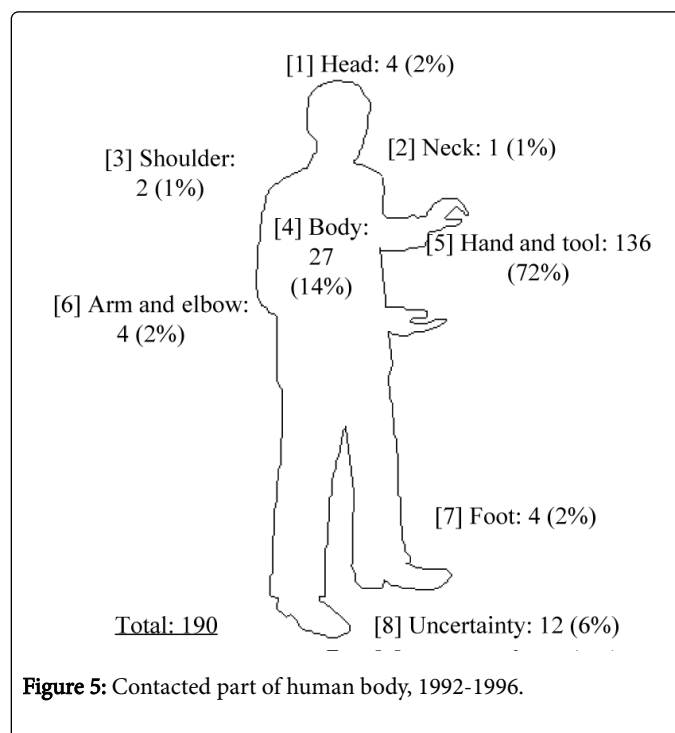 [1] Head: 4 (2%)
[2] Neck: 1 (1%)
[3] Shoulder:
2 (1%)
[4] Body:
27
(14%)
[5] Hand and tool: 136
(72%)
[6] Arm and elbow:
4 (2%)
[7] Foot: 4 (2%)
Total: 190
[8] Uncertainty: 12 (6%)
Figure 5: Contacted part of human body, 1992-1996.